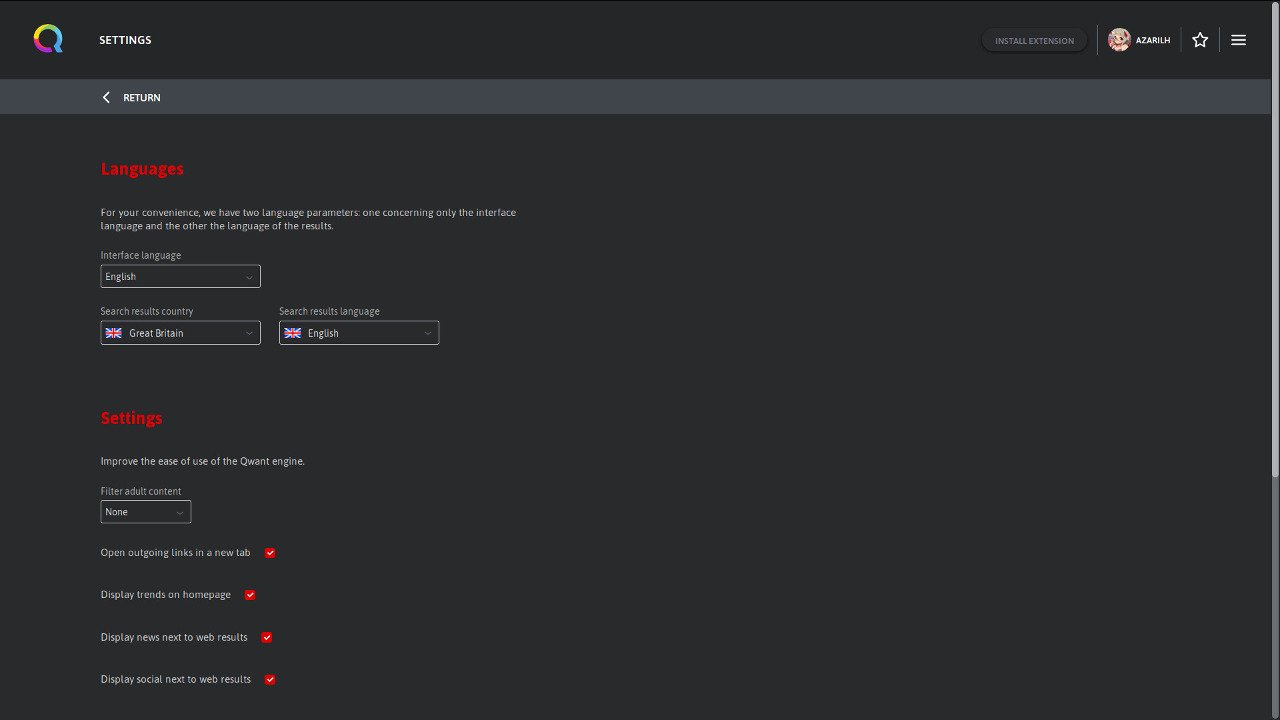 SETTINGS
INSTALL EXTENSION
AZARILH
RETURN
Languages
For your convenience, we have two language parameters: one concerning only the interface
language and the other the language of the results.
Interface language
English
Search results country
Search results language
Great Britain
English
Settings
Improve the ease of use of the Qwant engine.
Filter adult content
None
Open outgoing links in a new tab
Display trends on homepage
Display news next to web results
Display social next to web results